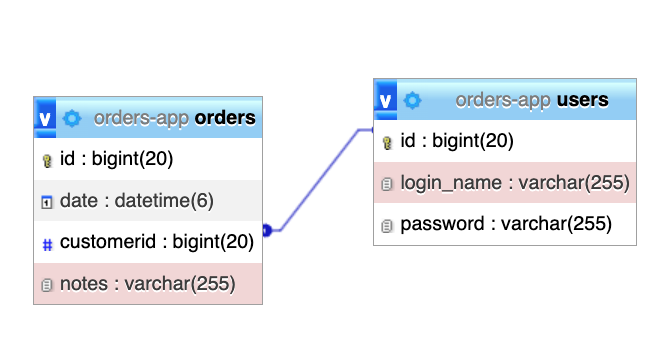 v orders-app orders
id : bigint(20)
date : datetime(6)
# customerid : bigint(20)
notes : varchar(255)
v orders-app users
id : bigint(20)
login_name : varchar(255)
password : varchar(255)